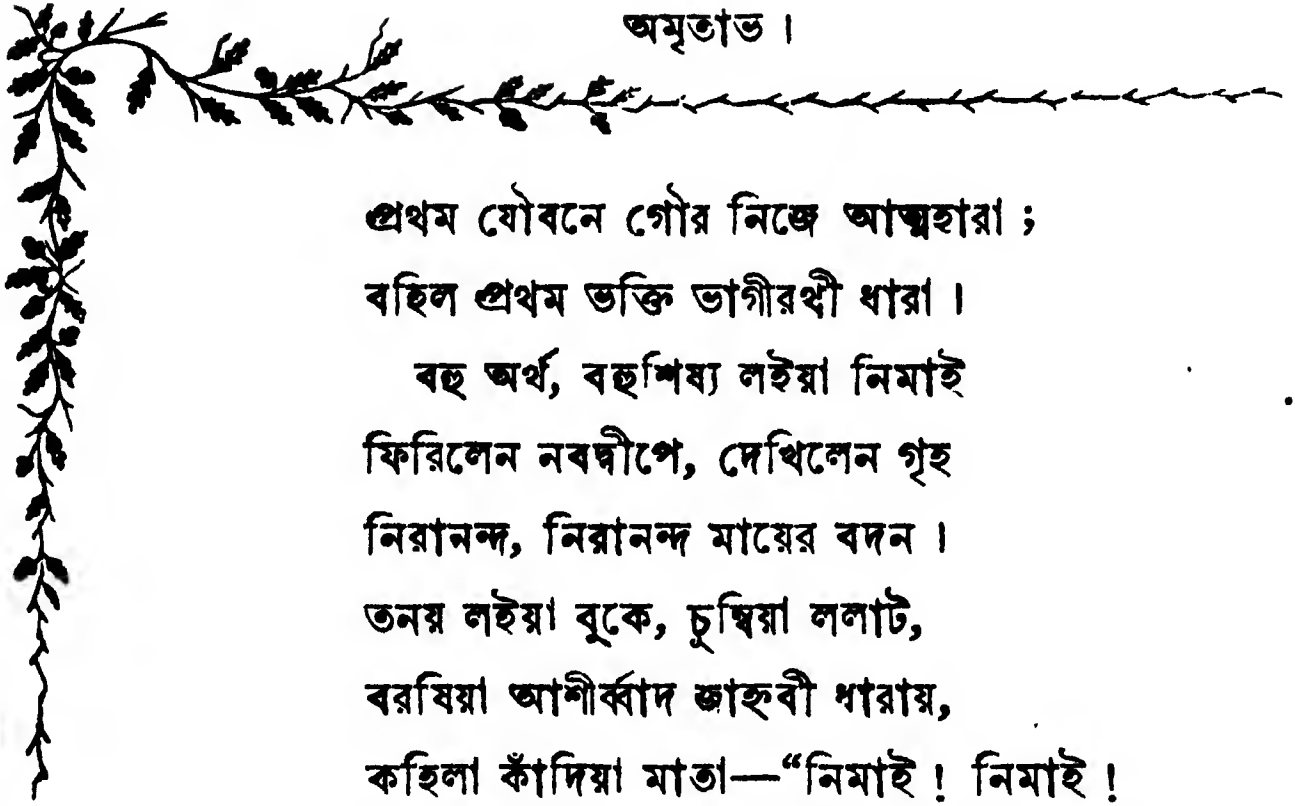 অমৃতাভ ।
প্রথম যৌবনে গৌর নিজে আত্মহারা ;
বহিল প্রথম ভক্তি ভাগীরথী ধারা ।
বহু অর্থ, বহুশিষ্য লইয়া নিমাই
ফিরিলেন নবদ্বীপে, দেখিলেন গৃহ
নিরানন্দ, নিরানন্দ মায়ের বদন ।
তনয় লইয়া বুকে, চুম্বিয়া ললাট,
বরষিয়া আশীর্ব্বাদ জাহ্নবী ধারায়,
কহিলা কাঁদিয়া মাতা—“নিমাই ! নিমাই !